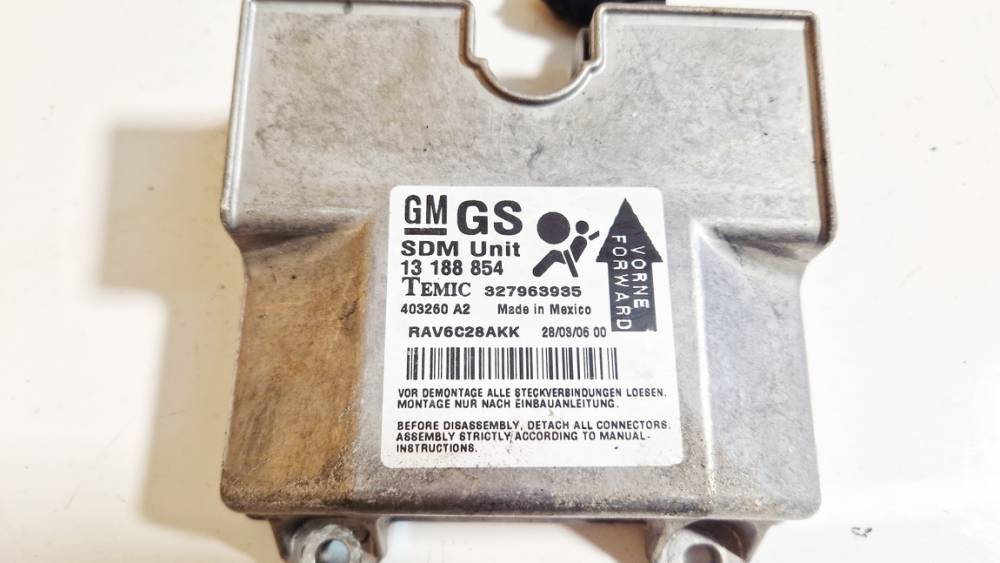 GM GS
SDM Unit
13 188 854
TEMIC 327963935
403260 A2 Made in Mexico
RAV6C28AKK 28/03/06 00
VORNE
FORWARD
VOR DEMONTAGE ALLE STECKVERBINDUNGEN LOESEN.
MONTAGE NUR NACH EINBAUANLEITUNG.
BEFORE DISASSEMBLY, DETACH ALL CONNECTORS.
ASSEMBLY STRICTLY ACCORDING TO MANUAL-
INSTRUCTIONS.